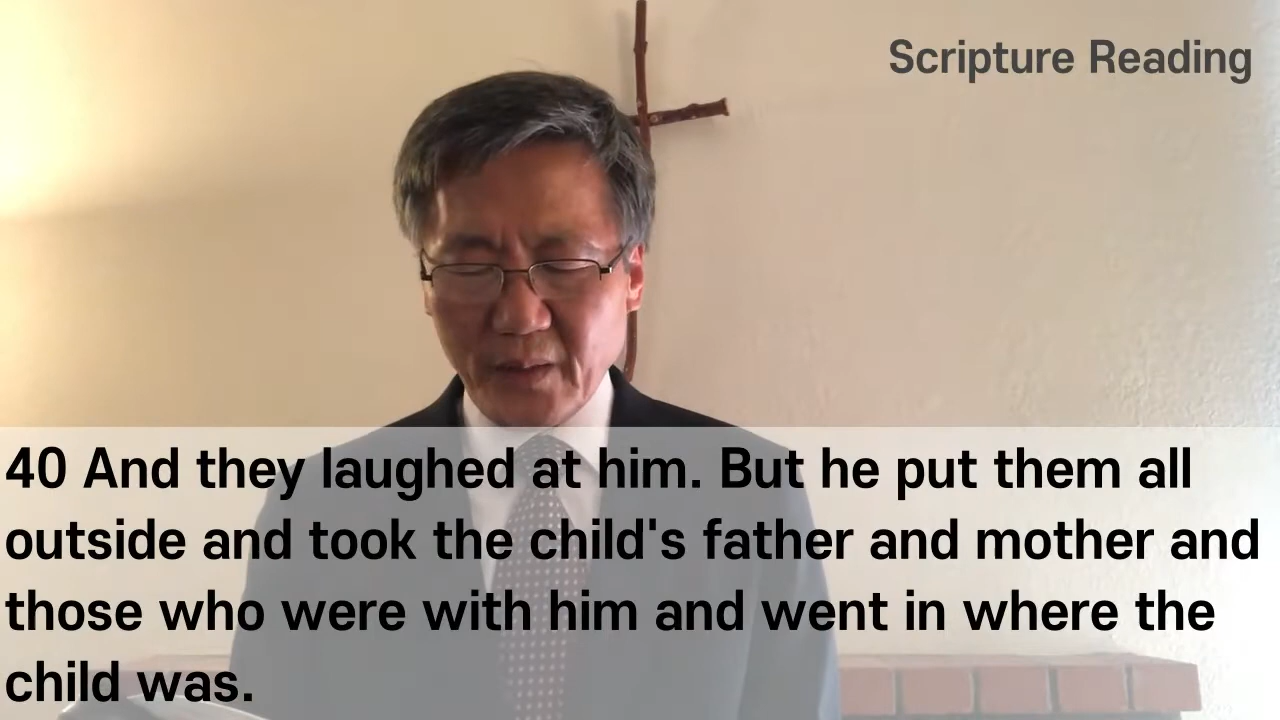 Scripture Reading
40 And they laughed at him. But he put them all
outside and took the child's father and mother and
those who were with him and went in where the
child was.